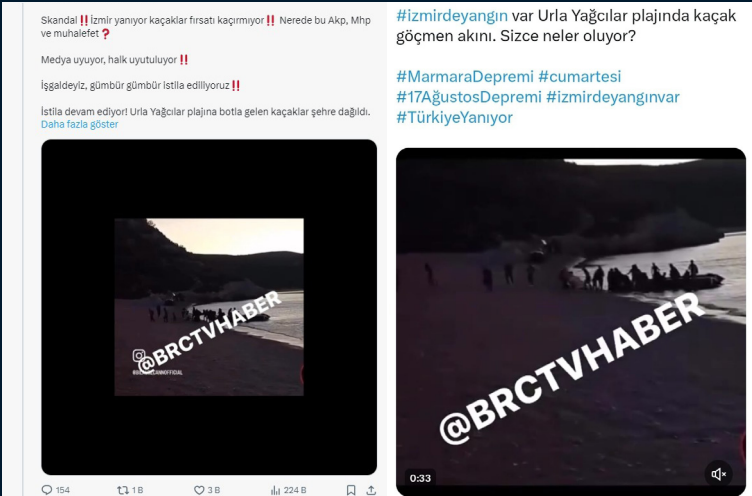 Skandal ‼️ İzmir yanıyor kaçaklar fırsatı kaçırmıyor ‼️ Nerede bu Akp, Mhp
ve muhalefet ❓
Medya uyuyor, halk uyutuluyor ‼️
İşgaldeyiz, gümbür gümbür istila ediliyoruz ‼️
İstila devam ediyor! Urla Yağcılar plajına botla gelen kaçaklar şehre dağıldı.
Daha fazla göster
@BRCTVHABER
154
1 B
3 B
224 B
#izmirdeyangın var Urla Yağcılar plajında kaçak
göçmen akını. Sizce neler oluyor?
#MarmaraDepremi #cumartesi
#17AğustosDepremi #izmirdeyangınvar
#TürkiyeYanıyor
@BRCTVHABER
0:33